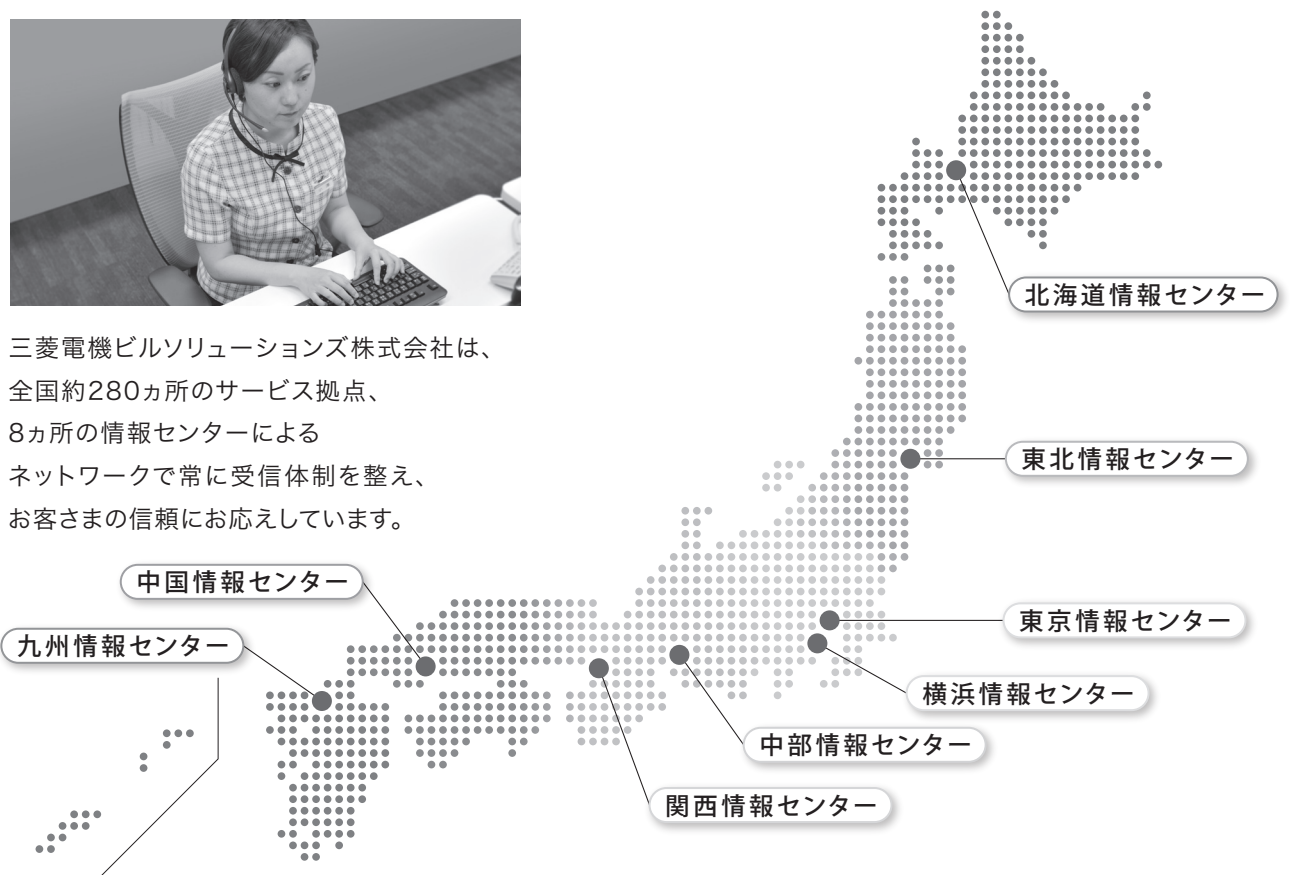 三菱電機ビルソリューションズ株式会社は、
全国約280ヵ所のサービス拠点、
8ヵ所の情報センターによる
ネットワークで常に受信体制を整え、
お客さまの信頼にお応えしています。
北海道情報センター
東北情報センター
東京情報センター
横浜情報センター
中部情報センター
関西情報センター
中国情報センター
九州情報センター